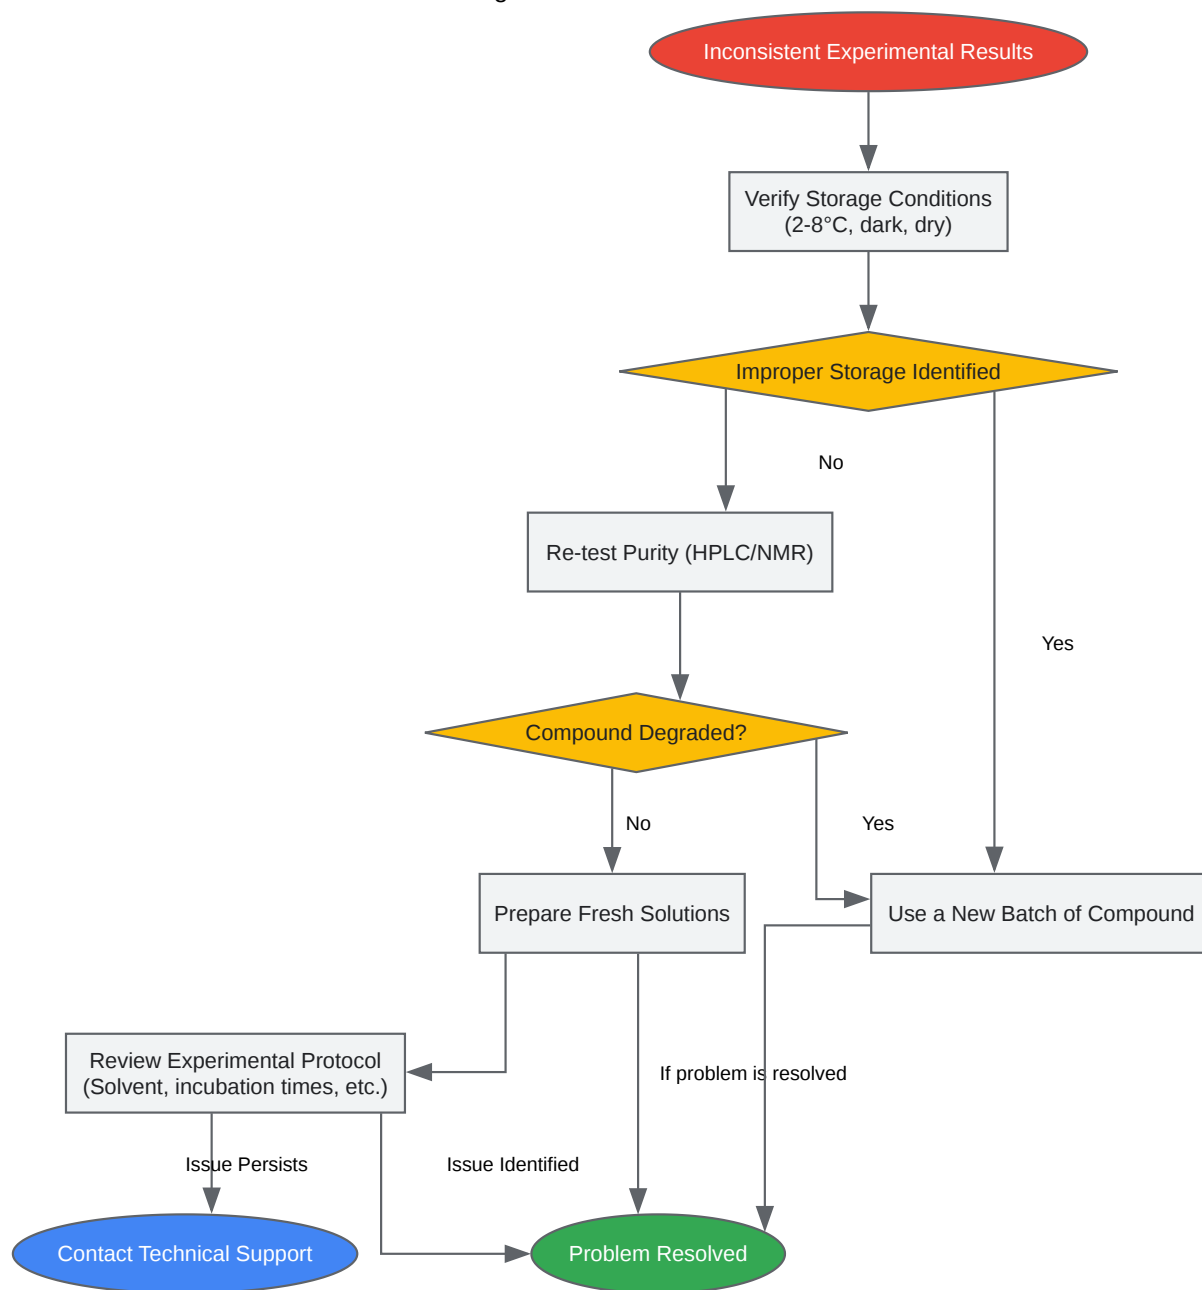 Inconsistent Experimental Results
Verify Storage Conditions
(2-8°C, dark, dry)
Improper Storage Identified
No
Re-test Purity (HPLC/NMR)
Yes
Compound Degraded?
No
Yes
Prepare Fresh Solutions
Use a New Batch of Compound
Review Experimental Protocol
(Solvent, incubation times, etc.)
If problem is resolved
Issue Persists
Issue Identified
Contact Technical Support
Problem Resolved